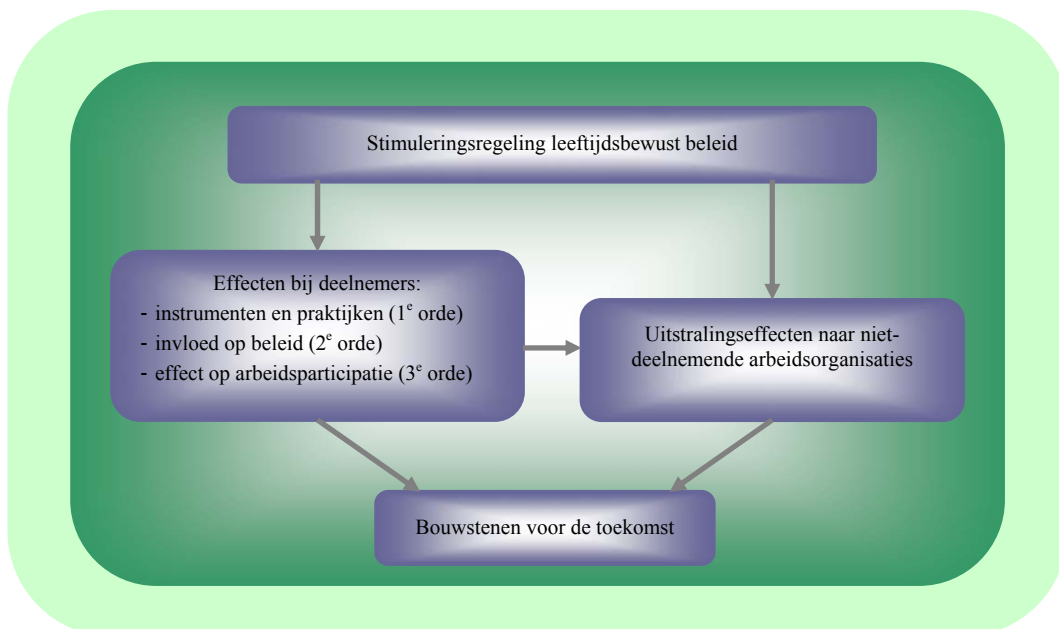 Stimuleringsregeling leeftijdsbewust beleid
Effecten bij deelnemers:
- instrumenten en praktijken (1e orde)
- invloed op beleid (2e orde)
- effect op arbeidsparticipatie (3e orde)
Uitstralingseffecten naar niet-
deelnemende arbeidsorganisaties
Bouwstenen voor de toekomst